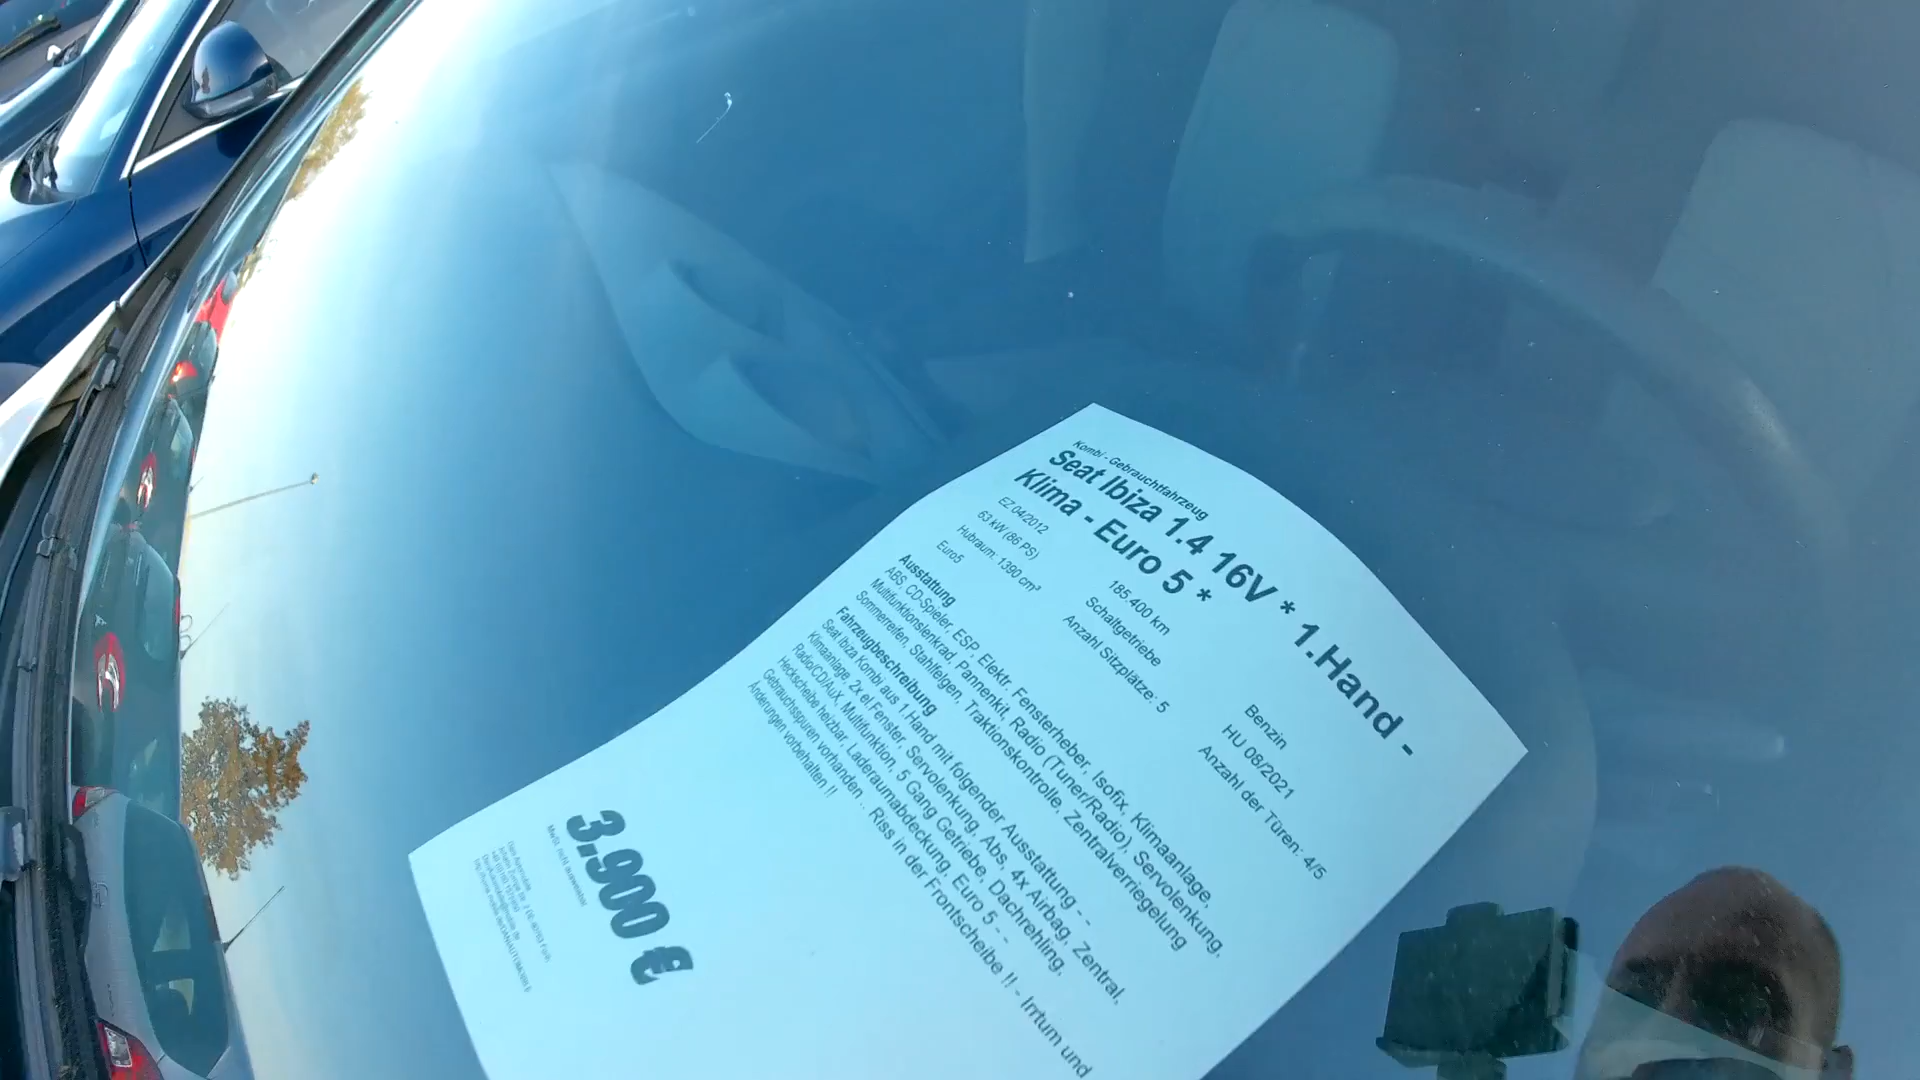 Kombi - Gebrauchtfahrzeug
Seat Ibiza 1.4 16V * 1.Hand -
Klima - Euro 5 *
EZ 04/2012
185.400 km
Benzin
63 kW (86 PS)
Schaltgetriebe
HU 08/2021
Hubraum: 1390 cm³
Anzahl Sitzplätze: 5
Anzahl der Türen: 4/5
Euro5
Ausstattung
ABS, CD-Spieler, ESP, Elektr. Fensterheber, Isofix, Klimaanlage,
Multifunktionslenkrad, Pannenkit, Radio (Tuner/Radio), Servolenkung,
Sommerreifen, Stahlfelgen, Traktionskontrolle, Zentralverriegelung
Fahrzeugbeschreibung
Seat Ibiza Kombi aus 1.Hand mit folgender Ausstattung - -
Klimaanlage, 2x el Fenster, Servolenkung, Abs, 4x Airbag, Zentral,
Radio/CD/AuX, Multifunktion, 5 Gang Getriebe, Dachrehling,
Heckscheibe heizbar, Laderaumabdeckung, Euro 5 - -
Gebrauchsspuren vorhanden .. Riss in der Frontscheibe !! - Irrtum und
Änderungen vorbehalten !!
3.900 €
MwSt. nicht ausweisbar